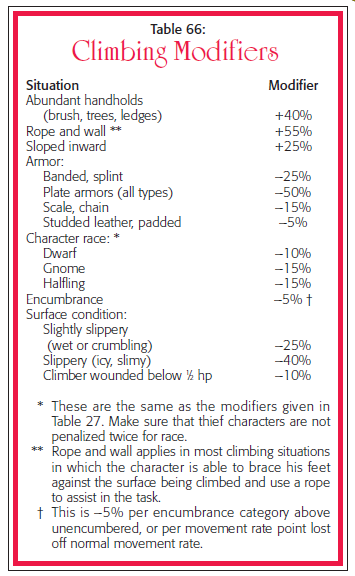 Table 66:
Climbing Modifiers
Situation Modifier
Abundant handholds
(brush, trees, ledges) +40%
Rope and wall ** +55%
Sloped inward +25%
Armor:
Banded, splint –25%
Plate armors (all types) –50%
Scale, chain –15%
Studded leather, padded –5%
Character race: *
Dwarf –10%
Gnome –15%
Halfling –15%
Encumbrance –5% †
Surface condition:
Slightly slippery
(wet or crumbling) –25%
Slippery (icy, slimy) –40%
Climber wounded below ½ hp –10%
* These are the same as the modifiers given in
Table 27. Make sure that thief characters are not
penalized twice for race.
** Rope and wall applies in most climbing situations
in which the character is able to brace his feet
against the surface being climbed and use a rope
to assist in the task.
† This is –5% per encumbrance category above
unencumbered, or per movement rate point lost
off normal movement rate.